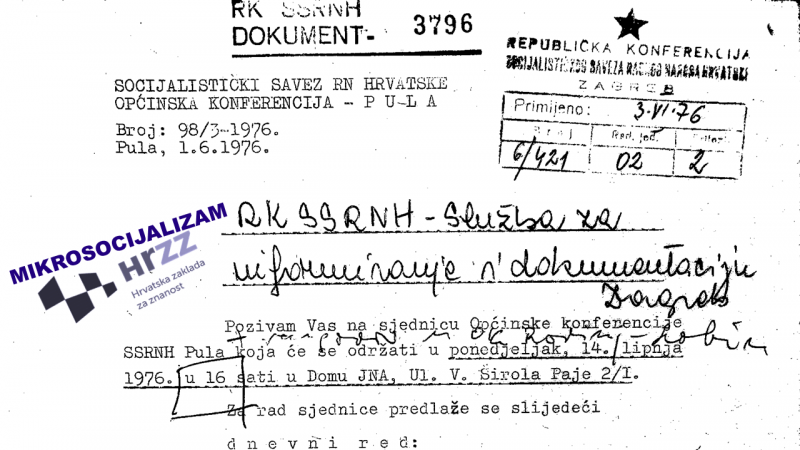 RK SSRNH
DOKUMENT- 3796
REPUBLIČKA KONFERENCIJA
SOCIJALISTIČKOG SAVEZA RADNOG NARODA HRVATSKE
ZAGREB
Primljeno: 3.VI.76
Broj Red. jed.
6/421 02 2
SOCIJALISTIČKI SAVEZ RN HRVATSKE
OPĆINSKA KONFERENCIJA - P U L A
Broj: 98/3-1976.
Pula, 1.6.1976.
MIKROSOCIJALIZAM
Hrzz
Hrvatska zaklada
za znanost
RK SSRNH - Služba za
informiranje i dokumentaciju
Zagreb
Pozivam Vas na sjednicu Općinske konferencije
SSRNH Pula koja će se održati u ponedjeljak, 14. lipnja
1976. u 16 sati u Domu JNA, Ul. V. Širola Paje 2/I.
Za rad sjednice predlaže se slijedeći
d n e v n i  r e d :